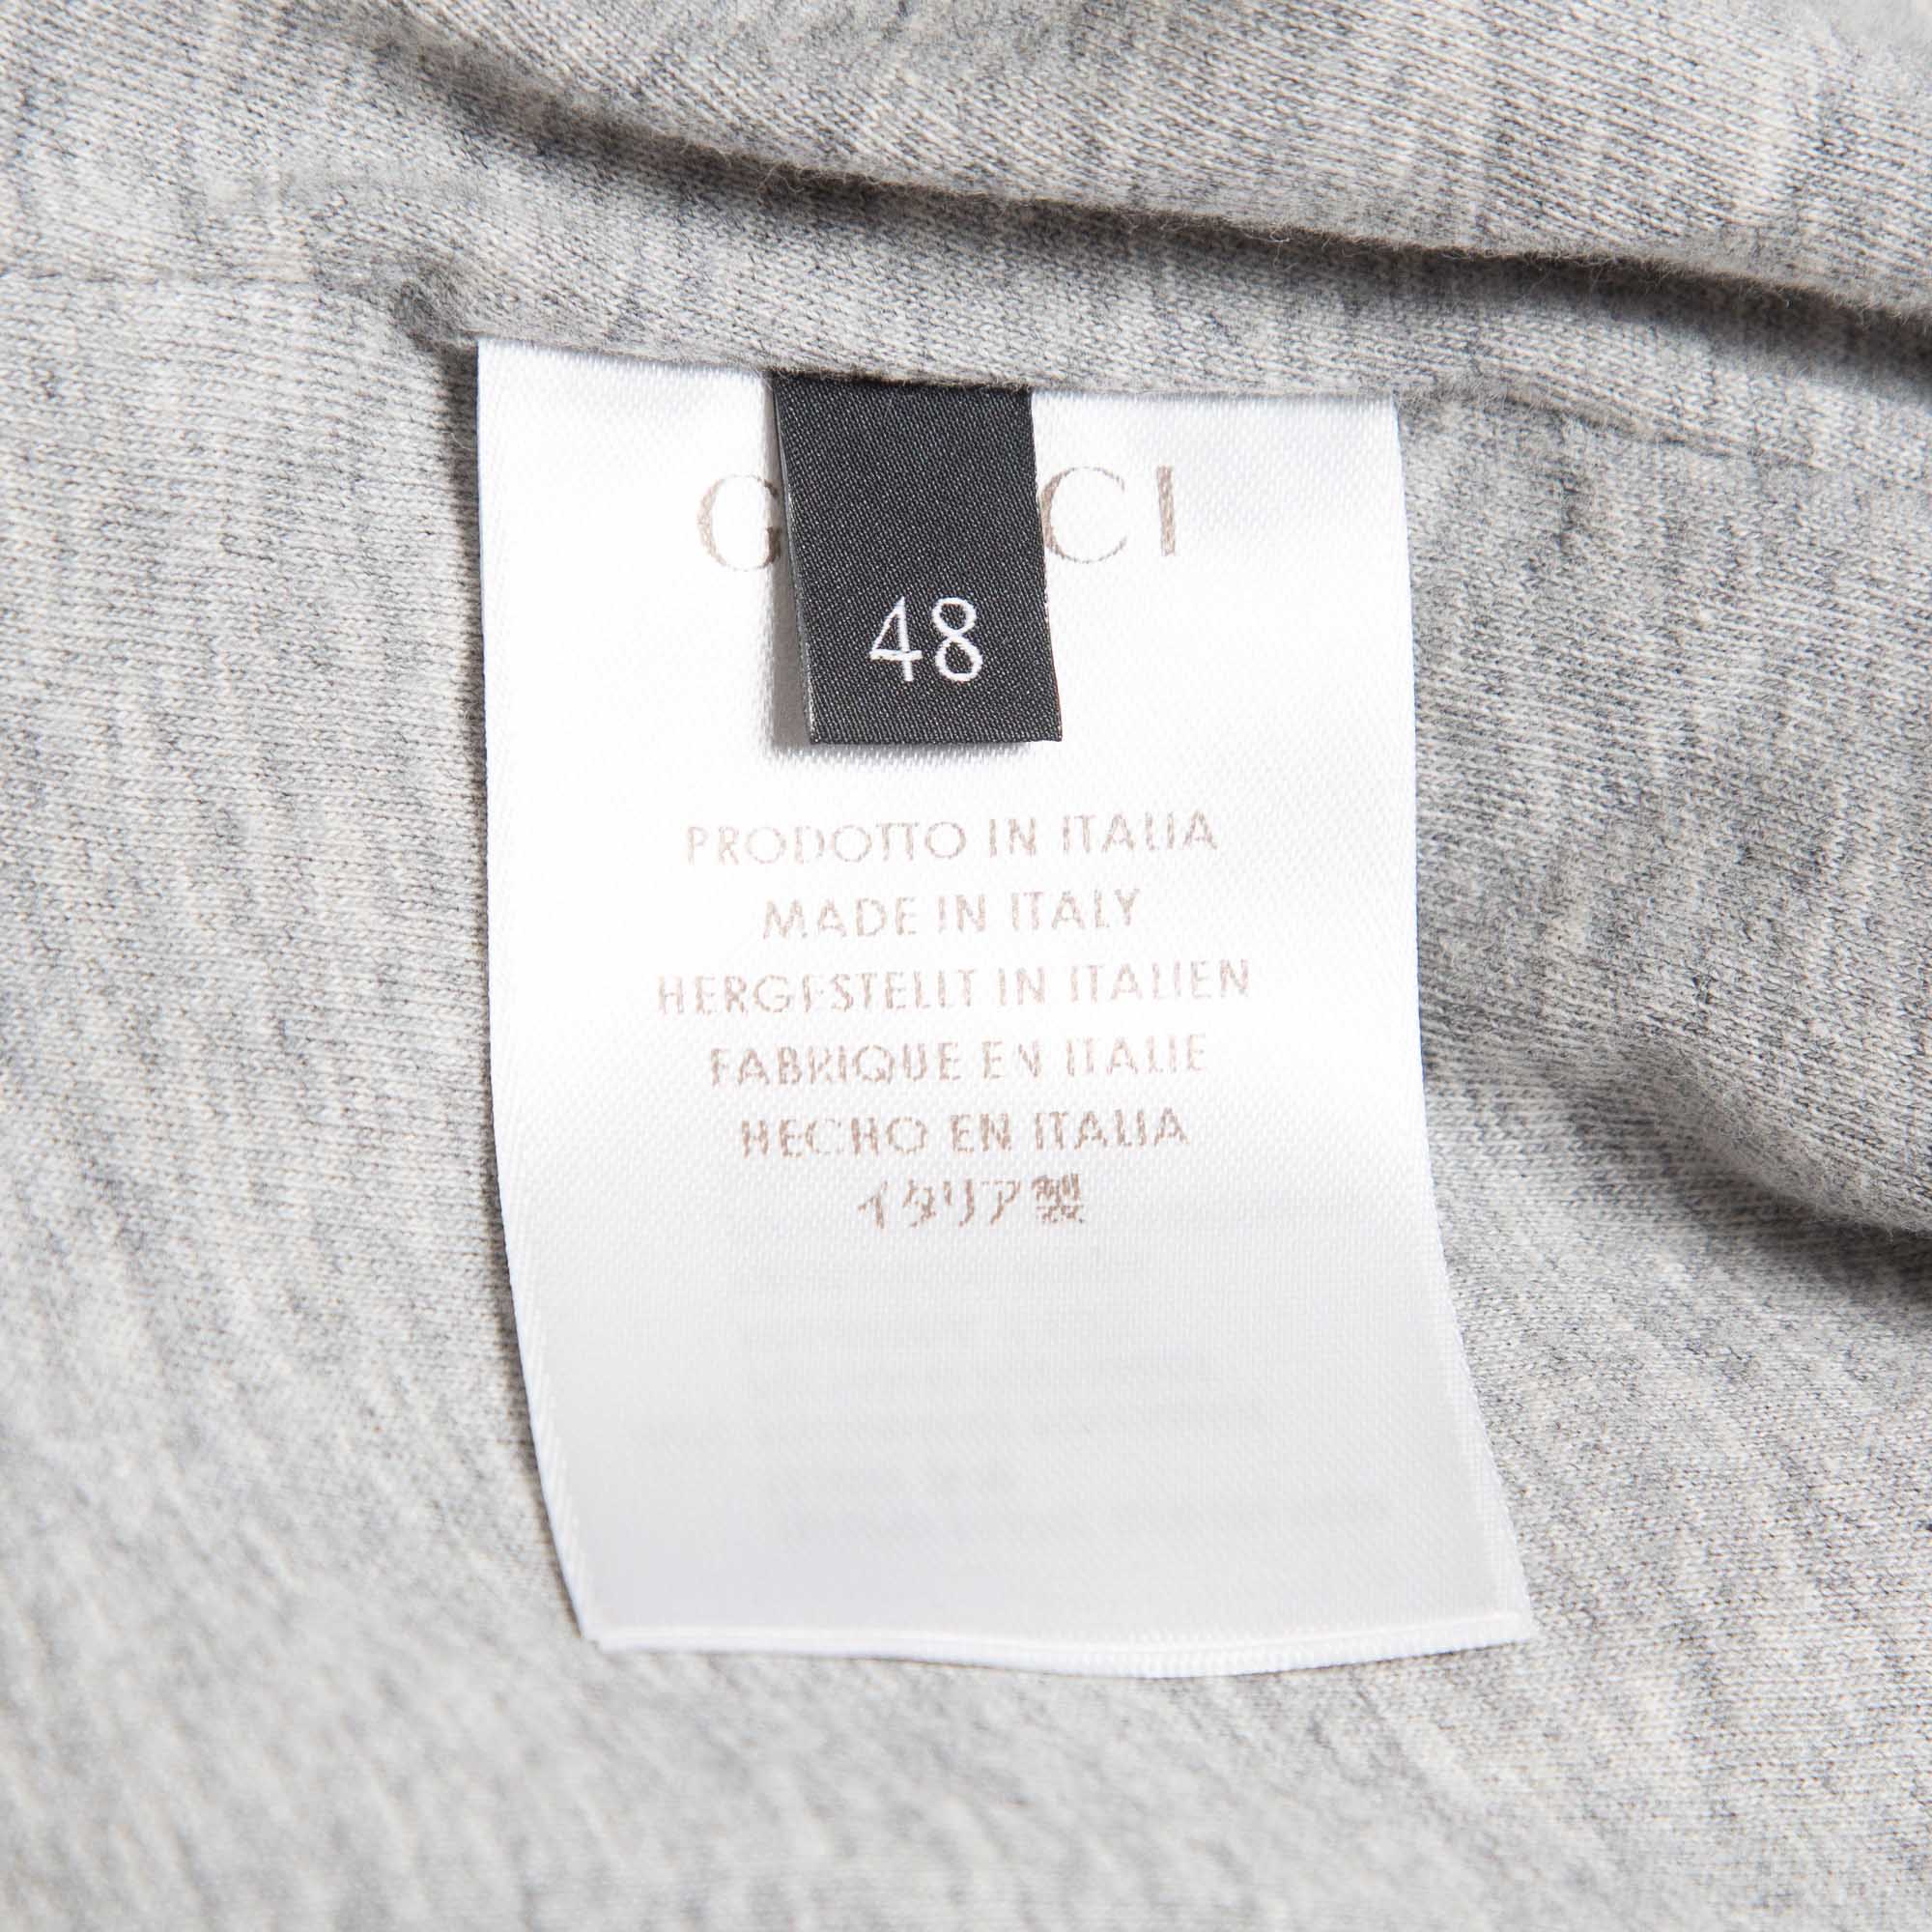 GUCCI
48
PRODOTTO IN ITALIA
MADE IN ITALY
HERGESTELLT IN ITALIEN
FABRIQUE EN ITALIE
HECHO EN ITALIA
イタリア製